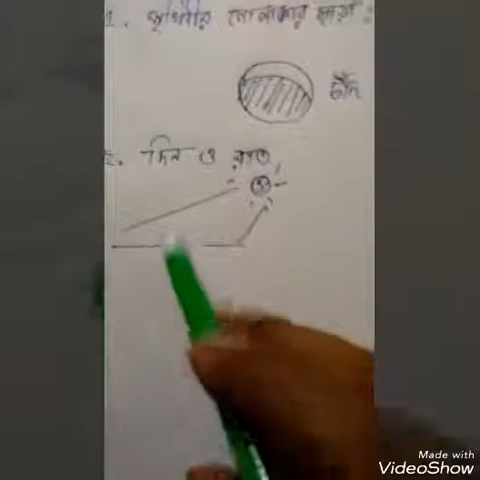 1. পৃথিবীর গোলাকার ছায়া :
চাঁদ
2. দিন ও রাত
Made with
VideoShow